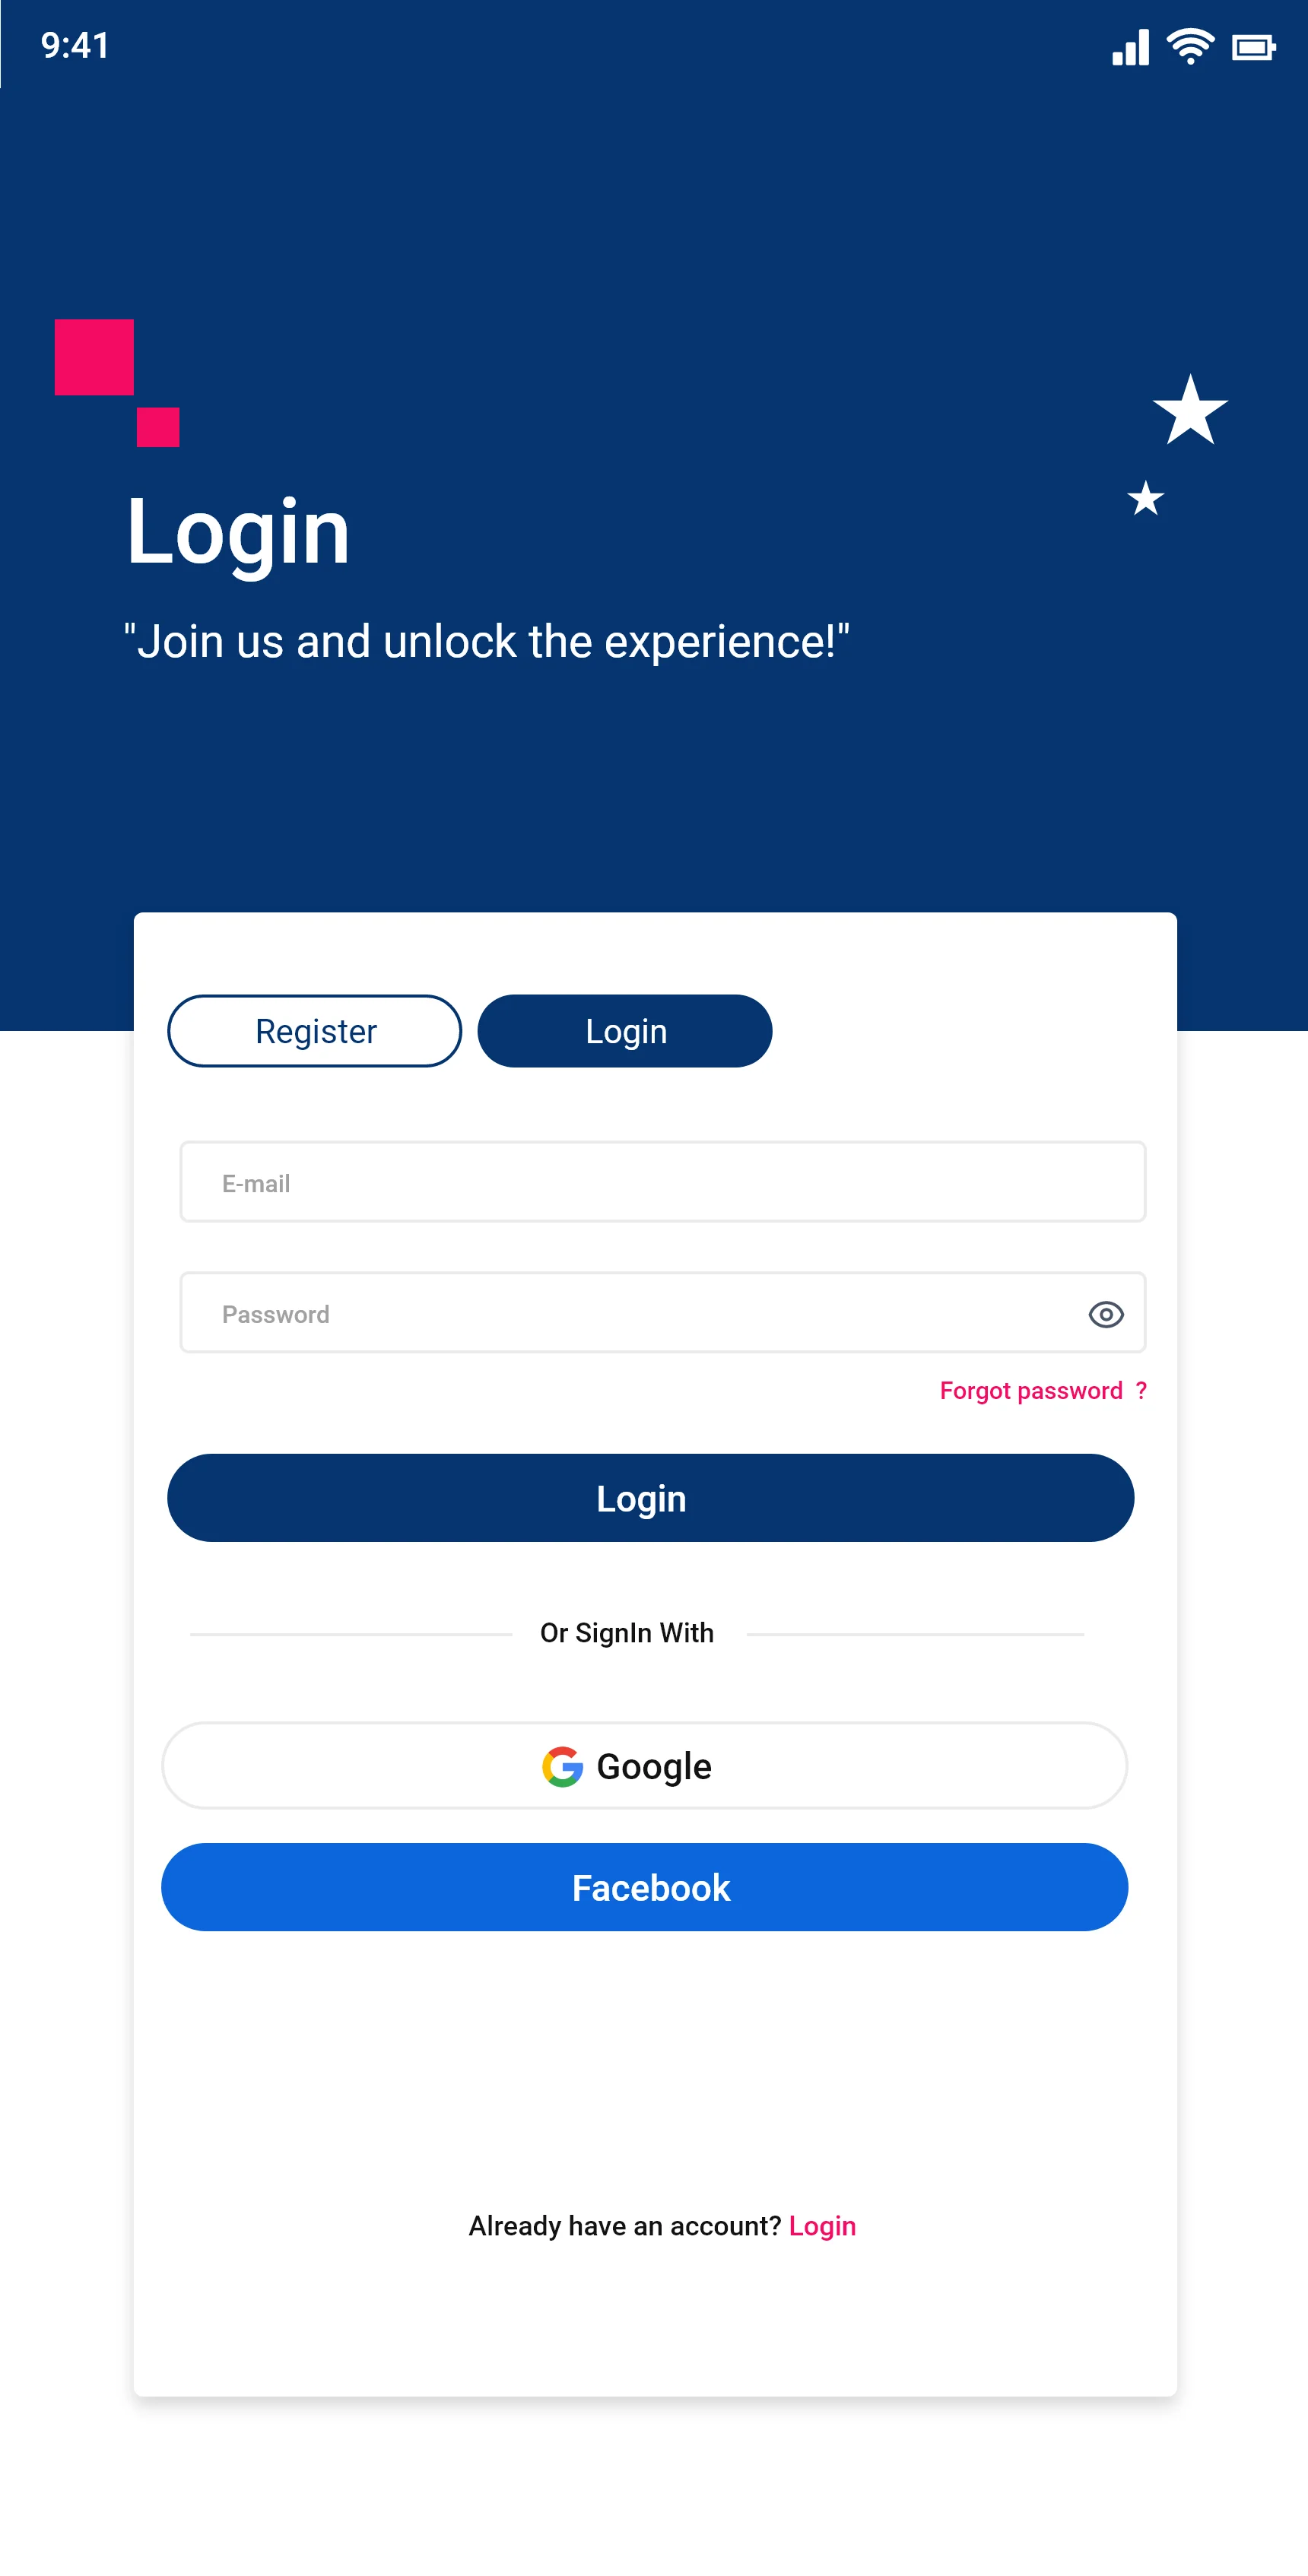 9:41
Login
"Join us and unlock the experience!"
Register Login
E-mail
Password
Forgot password ?
Login
Or SignIn With
Google
Facebook
Already have an account? Login